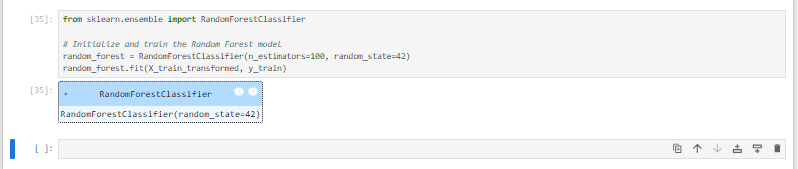 [35]: from sklearn.ensemble import RandomForestClassifier
# Initialize and train the Random Forest model
random_forest = RandomForestClassifier(n_estimators=100, random_state=42)
random_forest.fit(X_train_transformed, y_train)
[35]: RandomForestClassifier
RandomForestClassifier(random_state=42)
[ ]: